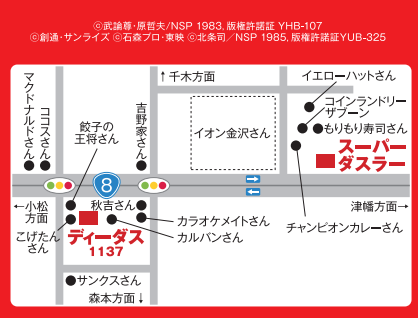 ©武論尊・原哲夫/NSP 1983, 版権許諾証 YHB-107
©創通・サンライズ ©石森プロ・東映 ©北条司/NSP 1985, 版権許諾証YUB-325
↑千木方面
イエローハットさん
コインランドリー
ザブーン
もりもり寿司さん
スーパー
ダスラー
マクドナルドさん
ココスさん
餃子の
王将さん
吉野家さん
イオン金沢さん
8
←小松
方面
秋吉さん
津幡方面→
カラオケメイトさん
カルバンさん
チャンピオンカレーさん
こげたん
さん
ディーダス
1137
サンクスさん
森本方面↓